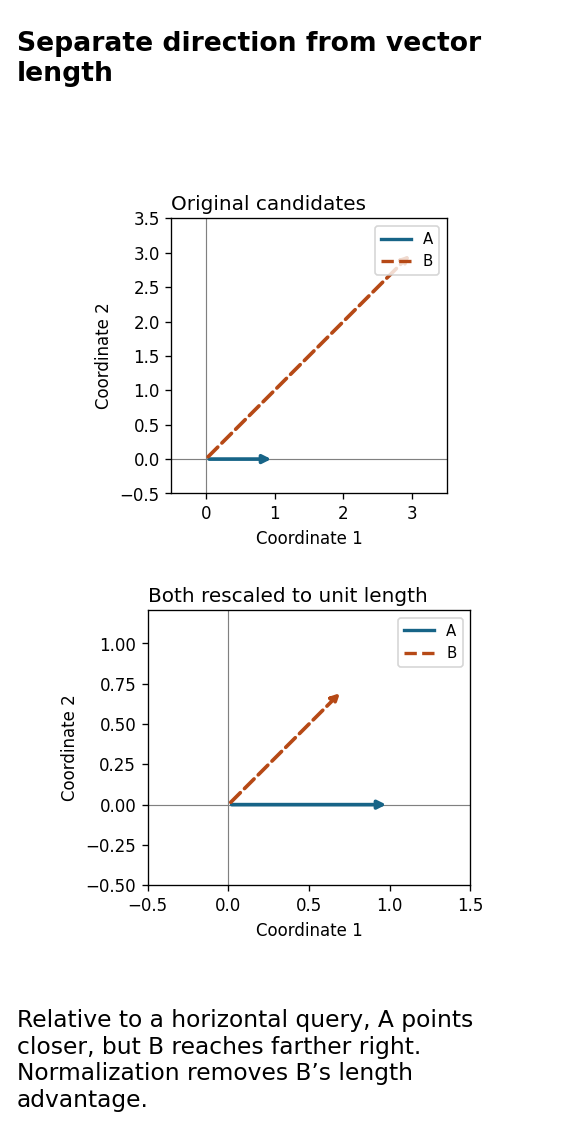 Separate direction from vector
length
Original candidates
A
B
3.5
3.0
2.5
2.0
1.5
1.0
0.5
0.0
−0.5
Coordinate 2
0 1 2 3
Coordinate 1
Both rescaled to unit length
A
B
1.00
0.75
0.50
0.25
0.00
−0.25
−0.50
Coordinate 2
−0.5 0.0 0.5 1.0 1.5
Coordinate 1
Relative to a horizontal query, A points
closer, but B reaches farther right.
Normalization removes B’s length
advantage.